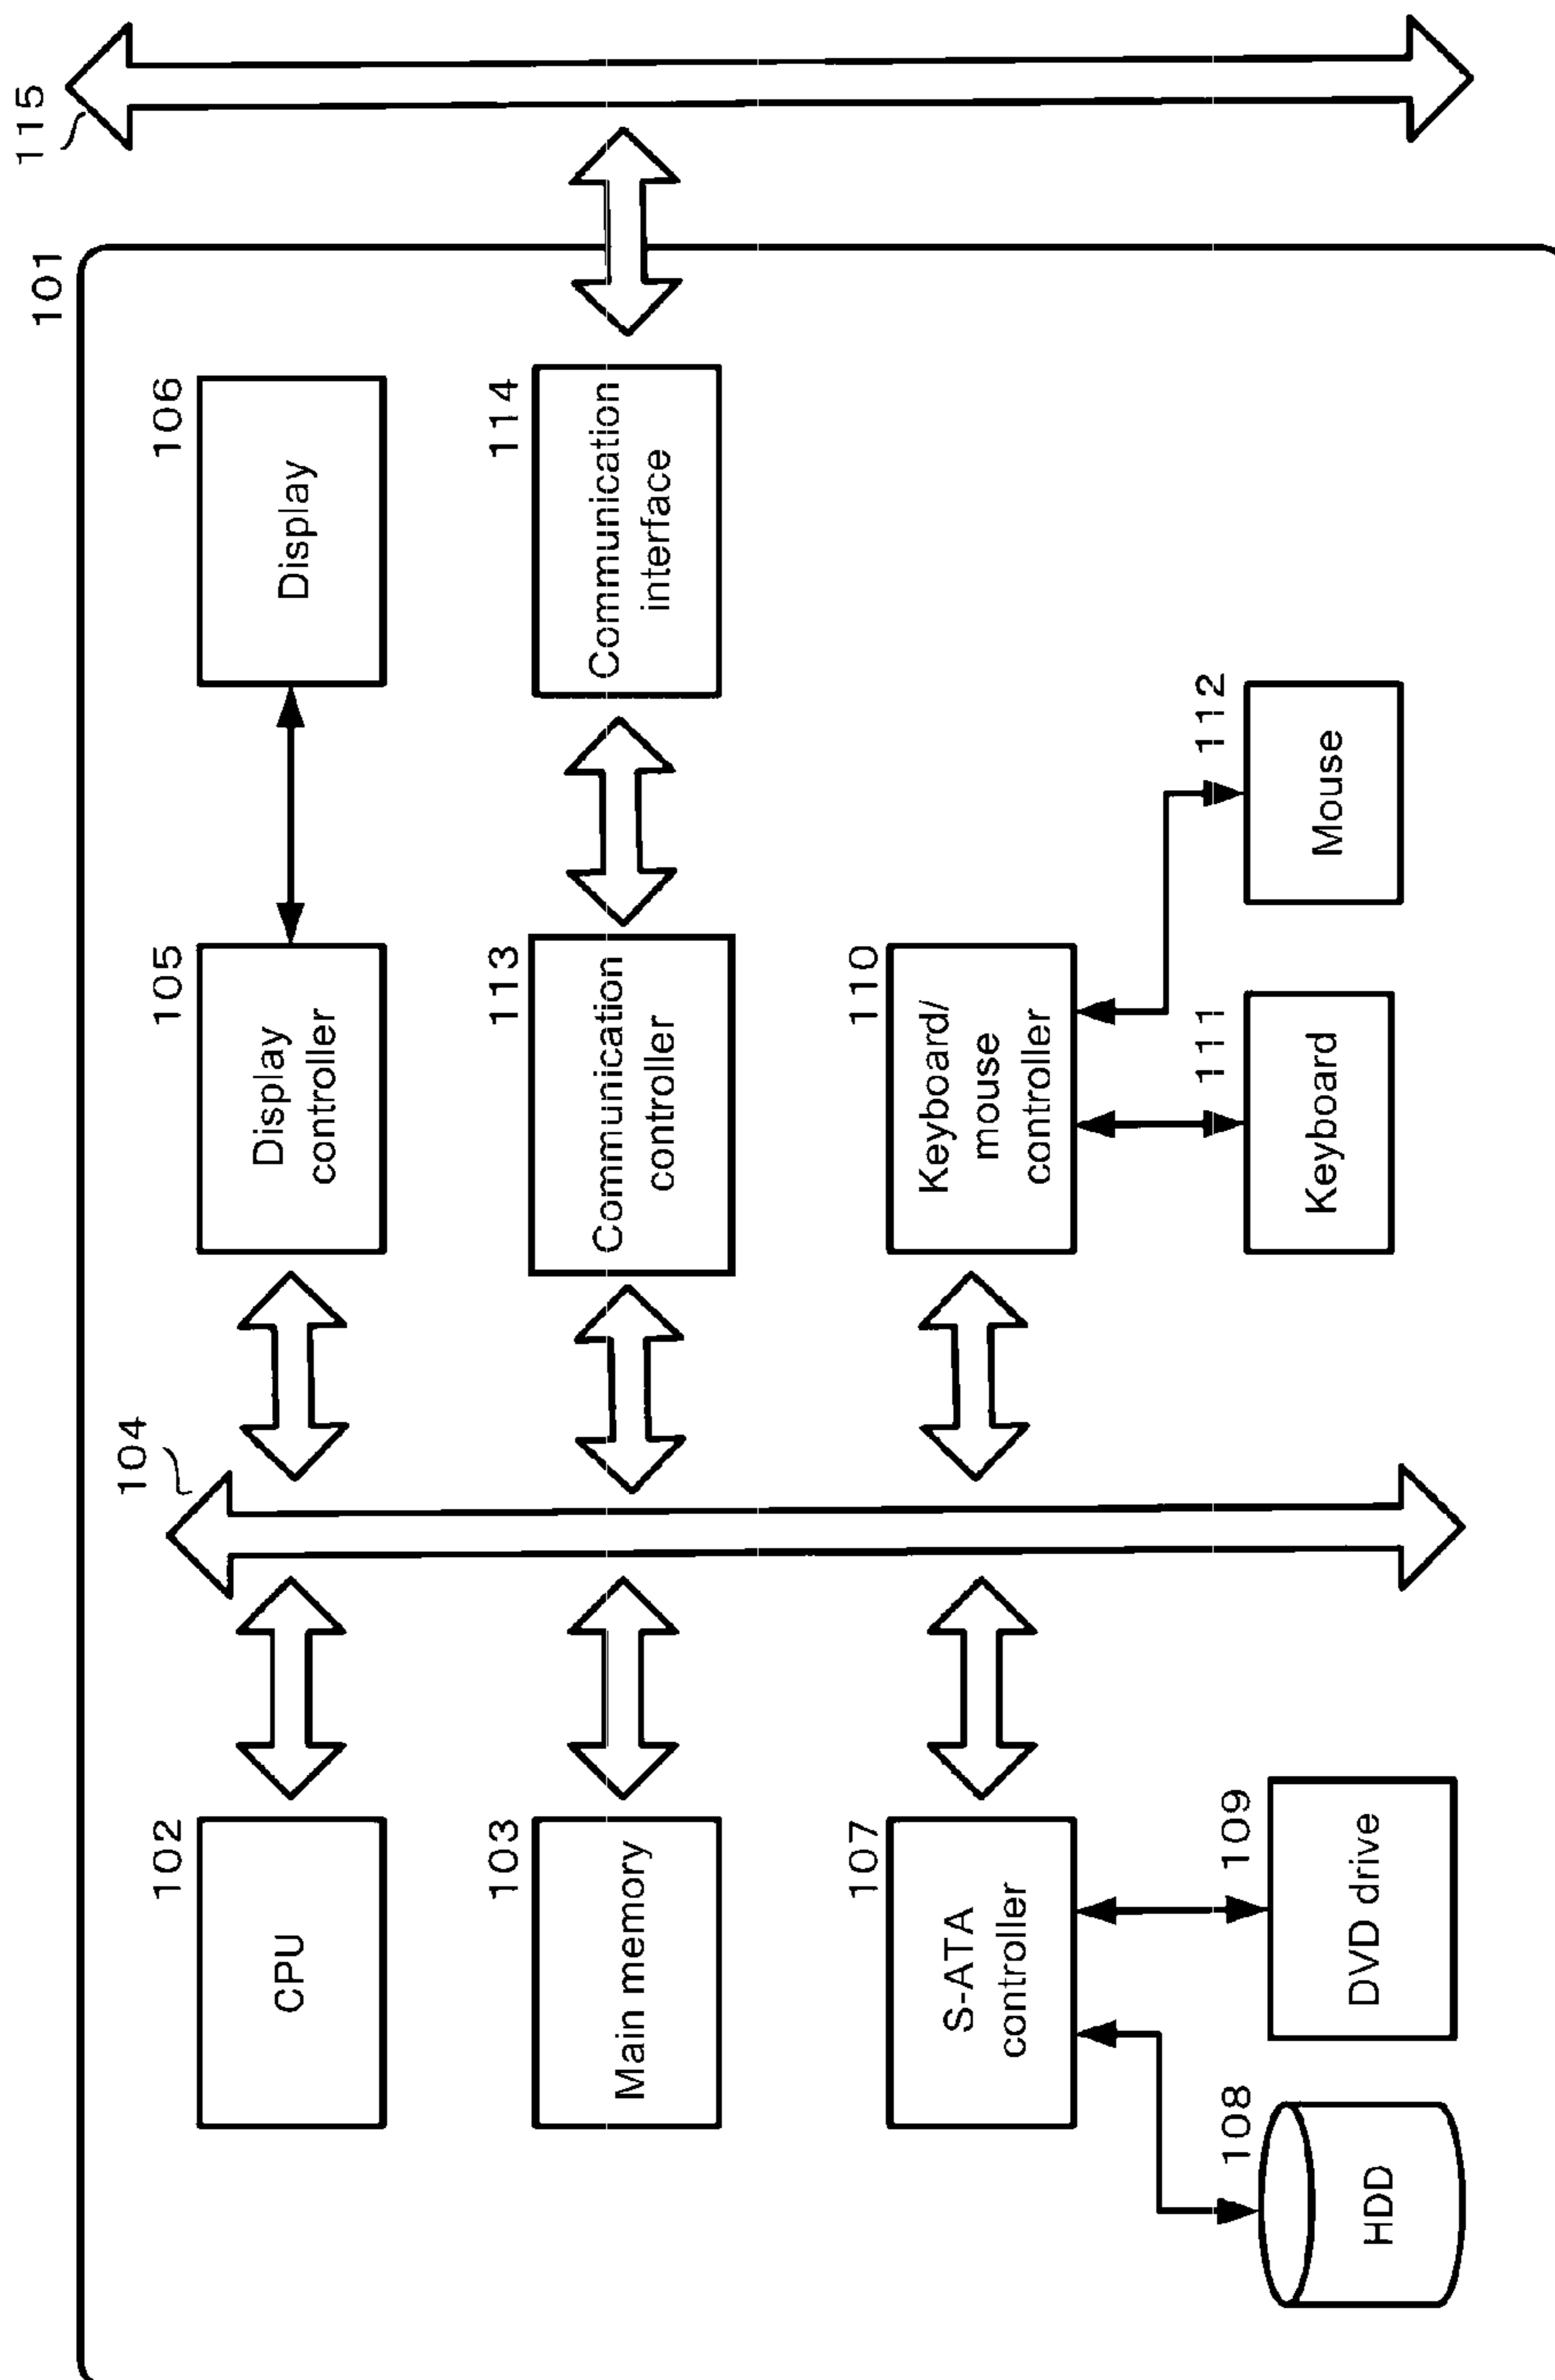 101
115
102
CPU
104
105
Display
controller
106
Display
103
Main memory
113
Communication
controller
114
Communication
interface
107
S-ATA
controller
110
Keyboard/
mouse
controller
108
HDD
109
DVD drive
111
Keyboard
112
Mouse